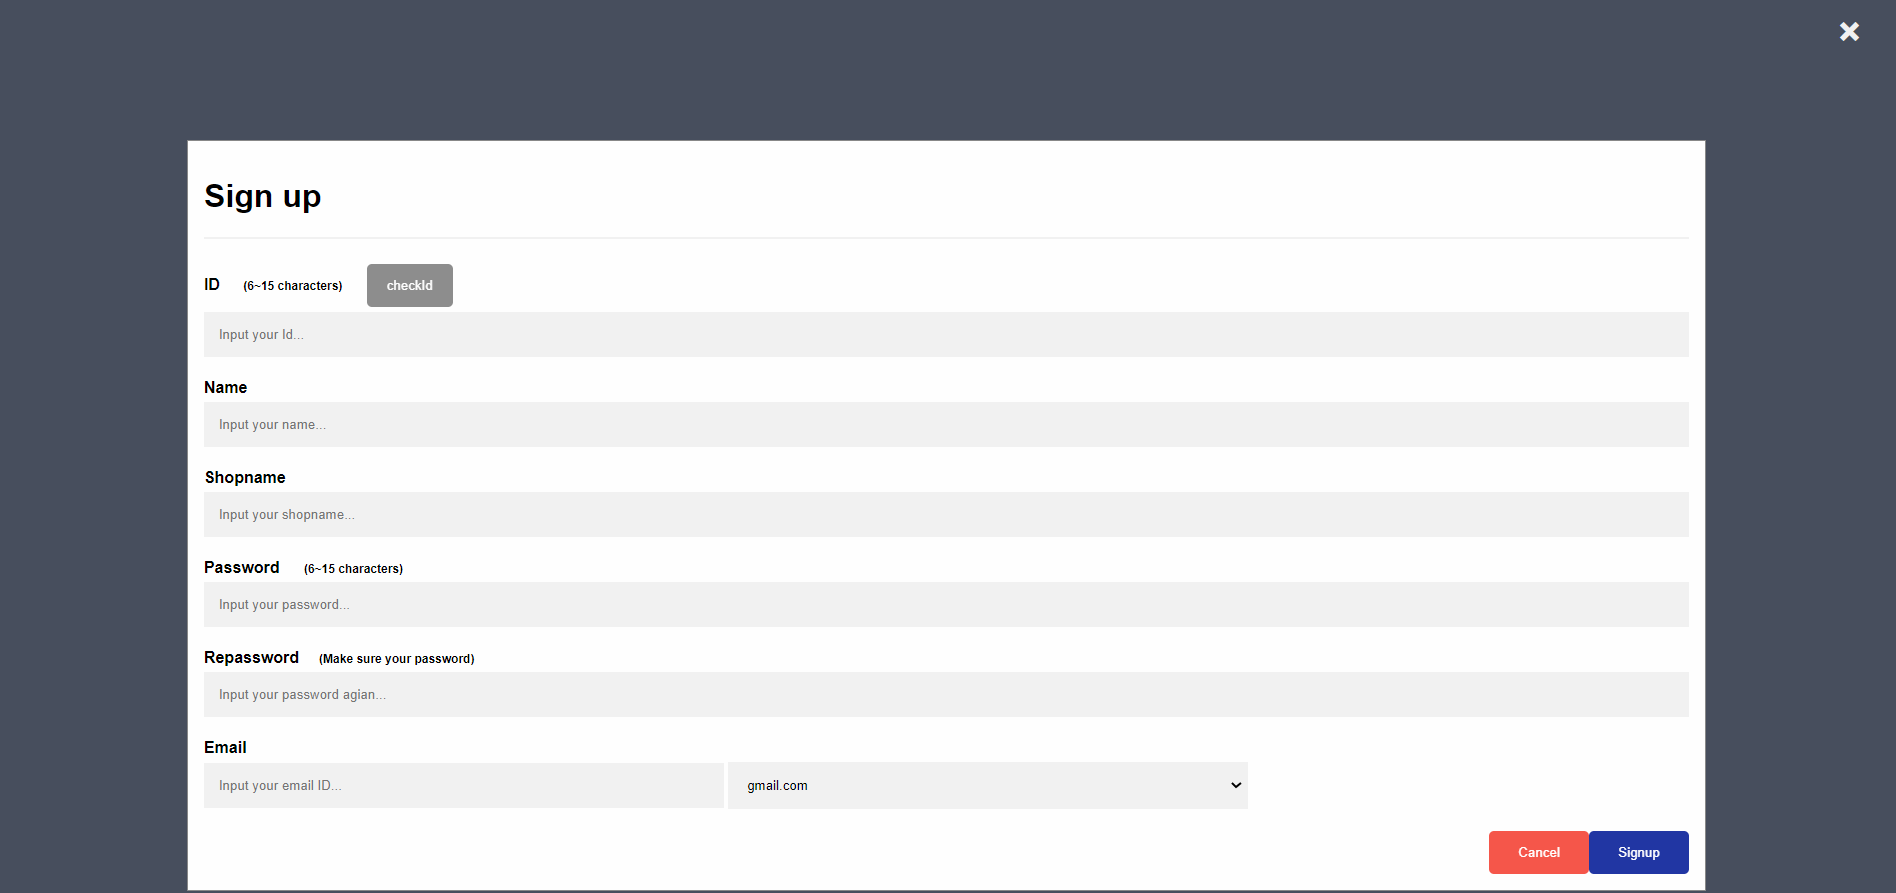 Sign up
ID (6~15 characters) checkId
Input your Id...
Name
Input your name...
Shopname
Input your shopname...
Password (6~15 characters)
Input your password...
Repassword (Make sure your password)
Input your password agian...
Email
Input your email ID... gmail.com
Cancel Signup